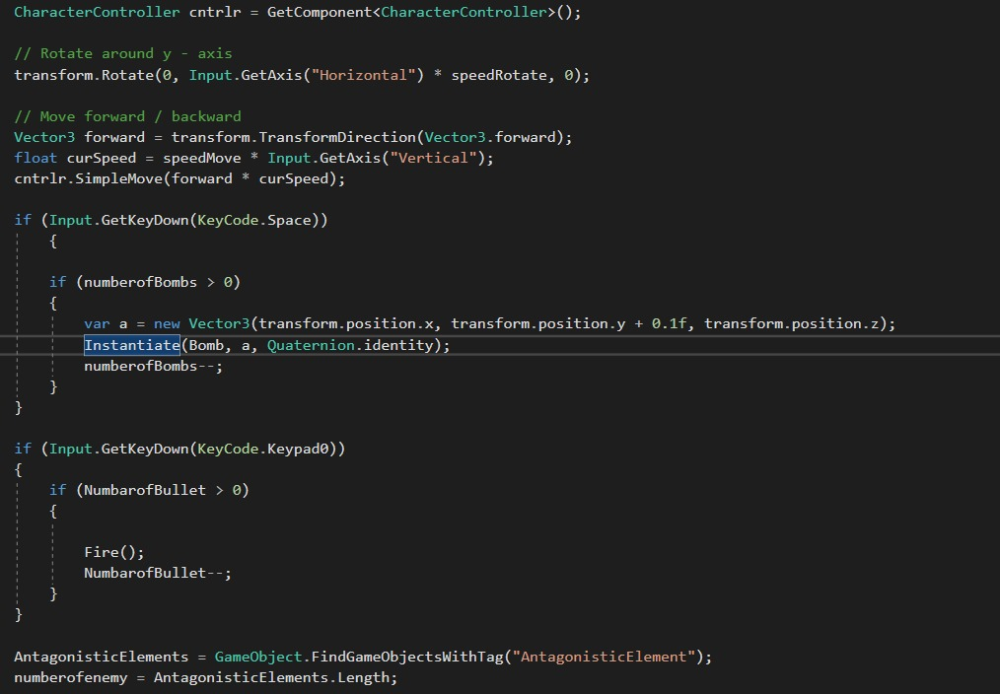 CharacterController cntrlr = GetComponent<CharacterController>();
// Rotate around y - axis
transform.Rotate(0, Input.GetAxis("Horizontal") * speedRotate, 0);
// Move forward / backward
Vector3 forward = transform.TransformDirection(Vector3.forward);
float curSpeed = speedMove * Input.GetAxis("Vertical");
cntrlr.SimpleMove(forward * curSpeed);
if (Input.GetKeyDown(KeyCode.Space))
{
if (numberofBombs > 0)
{
var a = new Vector3(transform.position.x, transform.position.y + 0.1f, transform.position.z);
Instantiate(Bomb, a, Quaternion.identity);
numberofBombs--;
}
}
if (Input.GetKeyDown(KeyCode.Keypad0))
{
if (NumbarofBullet > 0)
{
Fire();
NumbarofBullet--;
}
}
AntagonisticElements = GameObject.FindGameObjectsWithTag("AntagonisticElement");
numberofenemy = AntagonisticElements.Length;